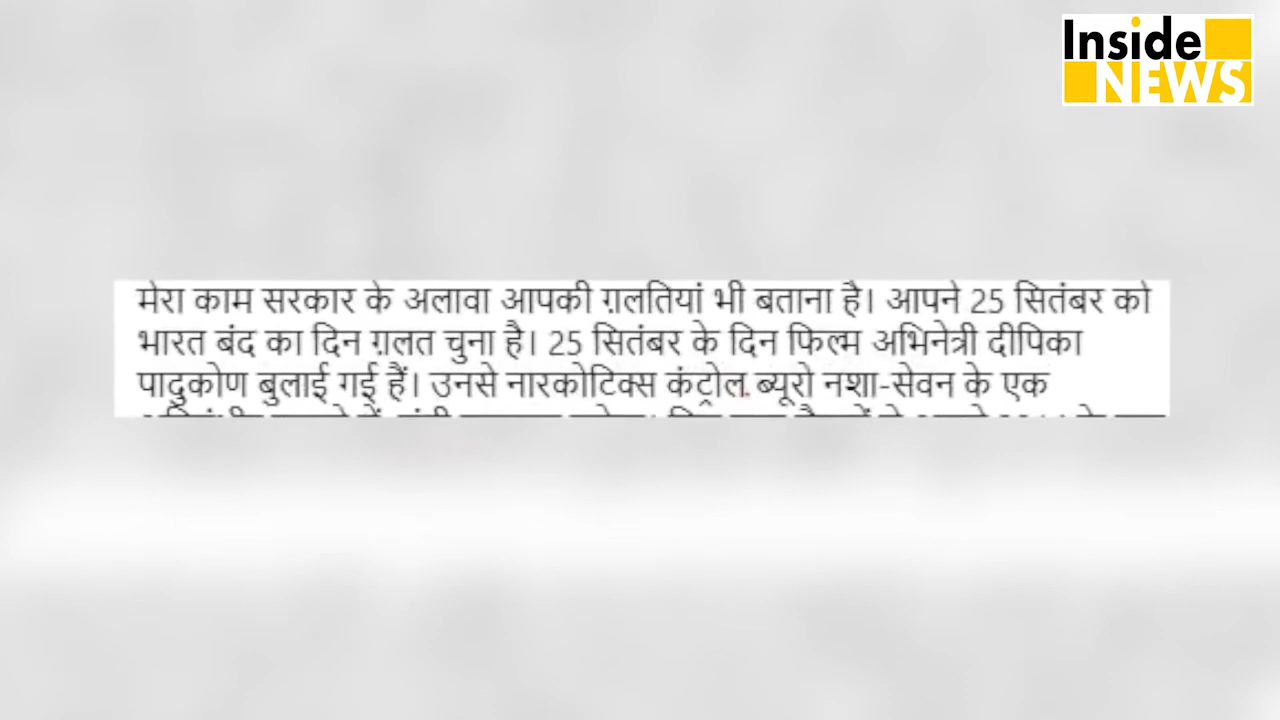 Inside
NEWS
मेरा काम सरकार के अलावा आपकी ग़लतियां भी बताना है। आपने 25 सितंबर को
भारत बंद का दिन ग़लत चुना है। 25 सितंबर के दिन फिल्म अभिनेत्री दीपिका
पादुकोण बुलाई गई हैं। उनसे नारकोटिक्स कंट्रोल ब्यूरो नशा-सेवन के एक